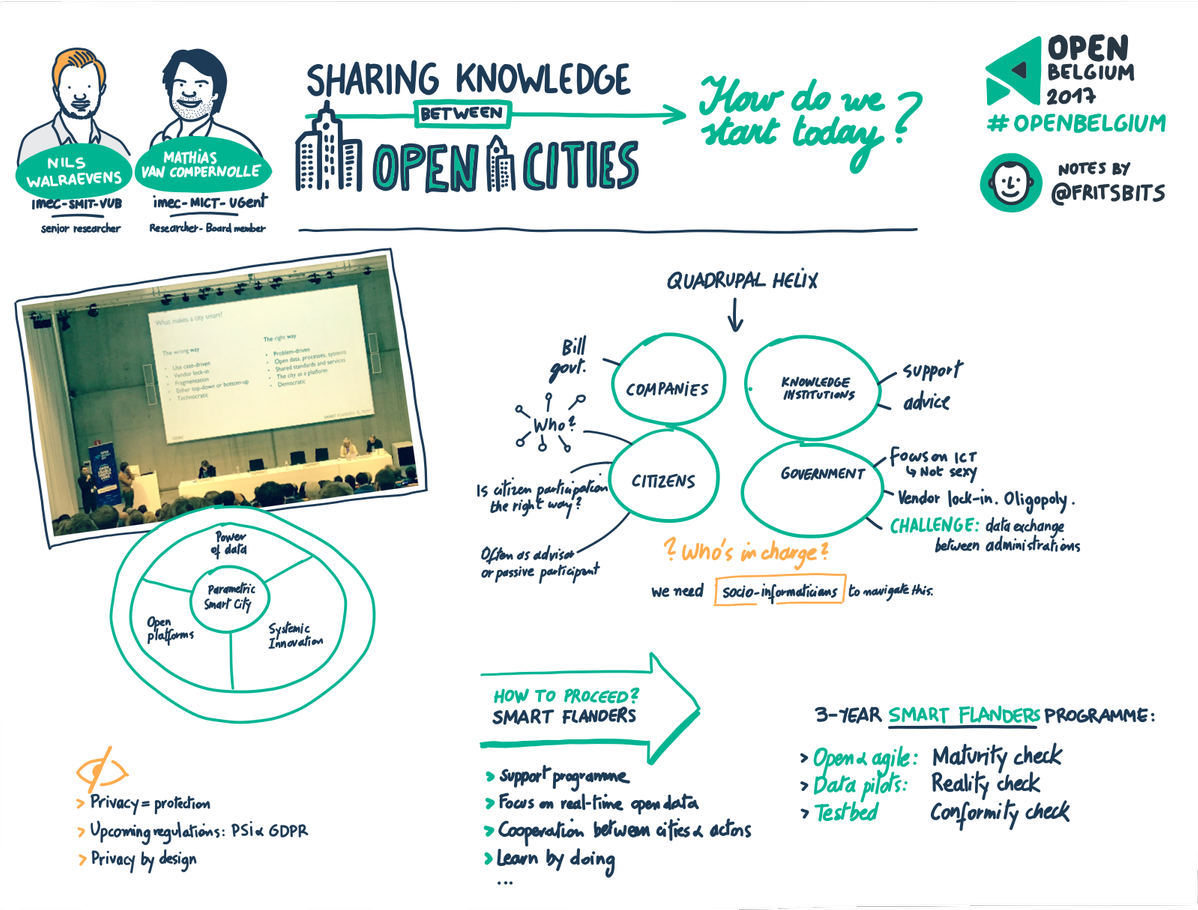 NILS
WALRAEVENS
imec-SMIT-VUB
senior researcher
MATHIAS
VAN COMPERNOLLE
imec-MICT-UGent
Researcher-Board member
SHARING KNOWLEDGE
BETWEEN
OPEN CITIES
How do we
start today?
OPEN
BELGIUM
2017
#OPENBELGIUM
NOTES BY
@FRITSBITS
What makes a city smart?
The wrong way
Use case-driven
Vendor lock-in
Fragmentation
Either top-down or bottom-up
Technocratic
The right way
Problem-driven
Open data, processes, systems
Shared standards and services
The city as a platform
Democratic
Power
of data
Parametric
Smart City
Open
platforms
Systemic
Innovation
QUADRUPAL HELIX
Bill
govt.
COMPANIES
KNOWLEDGE
INSTITUTIONS
support
advice
Who?
CITIZENS
Is citizen participation
the right way?
Often as advisor
or passive participant
GOVERNMENT
Focus on ICT
↳ Not sexy
Vendor lock-in. Oligopoly.
CHALLENGE: data exchange
between administrations
? Who's in charge?
We need socio-informaticians to navigate this.
Privacy = protection
Upcoming regulations: PSi & GDPR
Privacy by design
HOW TO PROCEED?
SMART FLANDERS
> Support programme
> Focus on real-time open data
> Cooperation between cities & actors
> Learn by doing
...
3-YEAR SMART FLANDERS PROGRAMME:
> Open & agile: Maturity check
> Data pilots: Reality check
> Testbed Conformity check